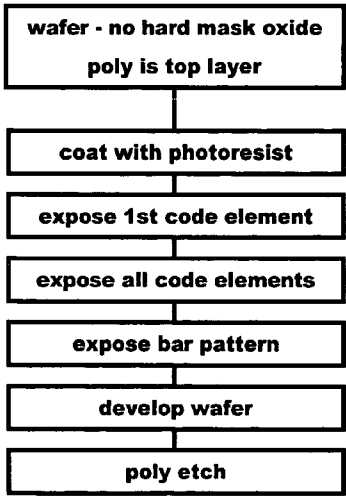 wafer - no hard mask oxide
poly is top layer
coat with photoresist
expose 1st code element
expose all code elements
expose bar pattern
develop wafer
poly etch